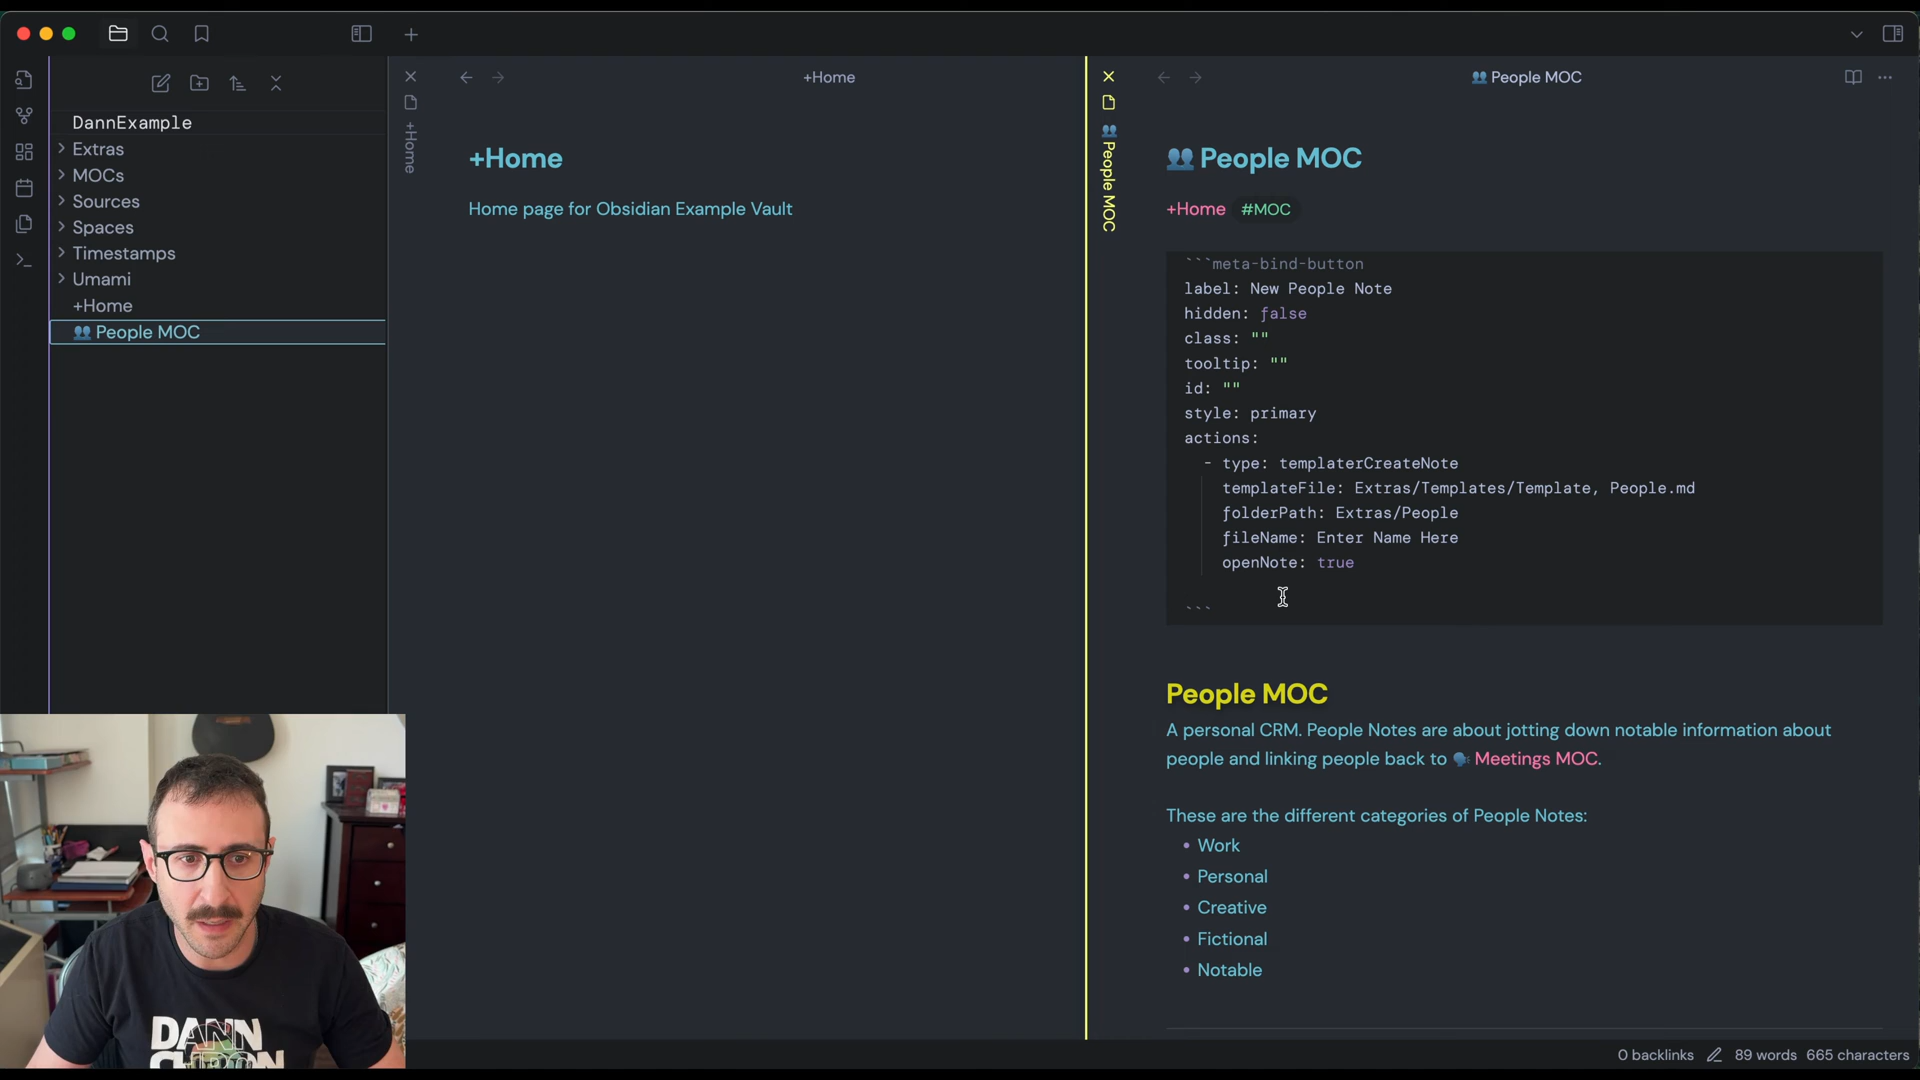 +Home
👥 People MOC
DannExample
Extras
MOCs
Sources
Spaces
Timestamps
Umami
+Home
👥 People MOC
+Home
+Home
Home page for Obsidian Example Vault
👥 People MOC
👥 People MOC
+Home #MOC
```meta-bind-button
label: New People Note
hidden: false
class: ""
tooltip: ""
id: ""
style: primary
actions:
- type: templaterCreateNote
templateFile: Extras/Templates/Template, People.md
folderPath: Extras/People
fileName: Enter Name Here
openNote: true
```
People MOC
A personal CRM. People Notes are about jotting down notable information about
people and linking people back to 🗣 Meetings MOC.
These are the different categories of People Notes:
• Work
• Personal
• Creative
• Fictional
• Notable
DANN
0 backlinks 89 words 665 characters